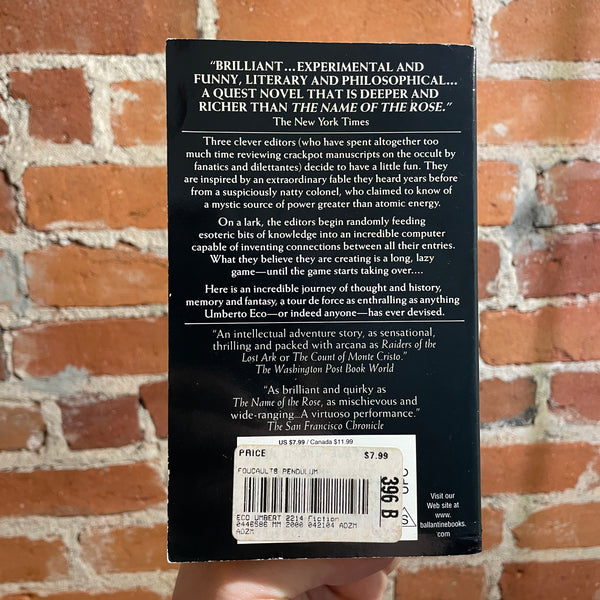 “BRILLIANT...EXPERIMENTAL AND
FUNNY, LITERARY AND PHILOSOPHICAL...
A QUEST NOVEL THAT IS DEEPER AND
RICHER THAN THE NAME OF THE ROSE.”
The New York Times
Three clever editors (who have spent altogether too
much time reviewing crackpot manuscripts on the occult by
fanatics and dilettantes) decide to have a little fun. They
are inspired by an extraordinary fable they heard years before
from a suspiciously natty colonel, who claimed to know of
a mystic source of power greater than atomic energy.
On a lark, the editors begin randomly feeding
esoteric bits of knowledge into an incredible computer
capable of inventing connections between all their entries.
What they believe they are creating is a long, lazy
game—until the game starts taking over....
Here is an incredible journey of thought and history,
memory and fantasy, a tour de force as enthralling as anything
Umberto Eco—or indeed anyone—has ever devised.
"An intellectual adventure story, as sensational,
thrilling and packed with arcana as Raiders of the
Lost Ark or The Count of Monte Cristo."
The Washington Post Book World
"As brilliant and quirky as
The Name of the Rose, as mischievous and
wide-ranging...A virtuoso performance."
The San Francisco Chronicle
US $7.99 / Canada $11.99
PRICE $7.99
FOUCAULTS PENDULUM
396 B
ECO UMBERT 2214 Fiction
0446586 MM 2000 042104 ADZM
ADZM
S
Visit our
Web site at
www.
ballantinebooks.
com